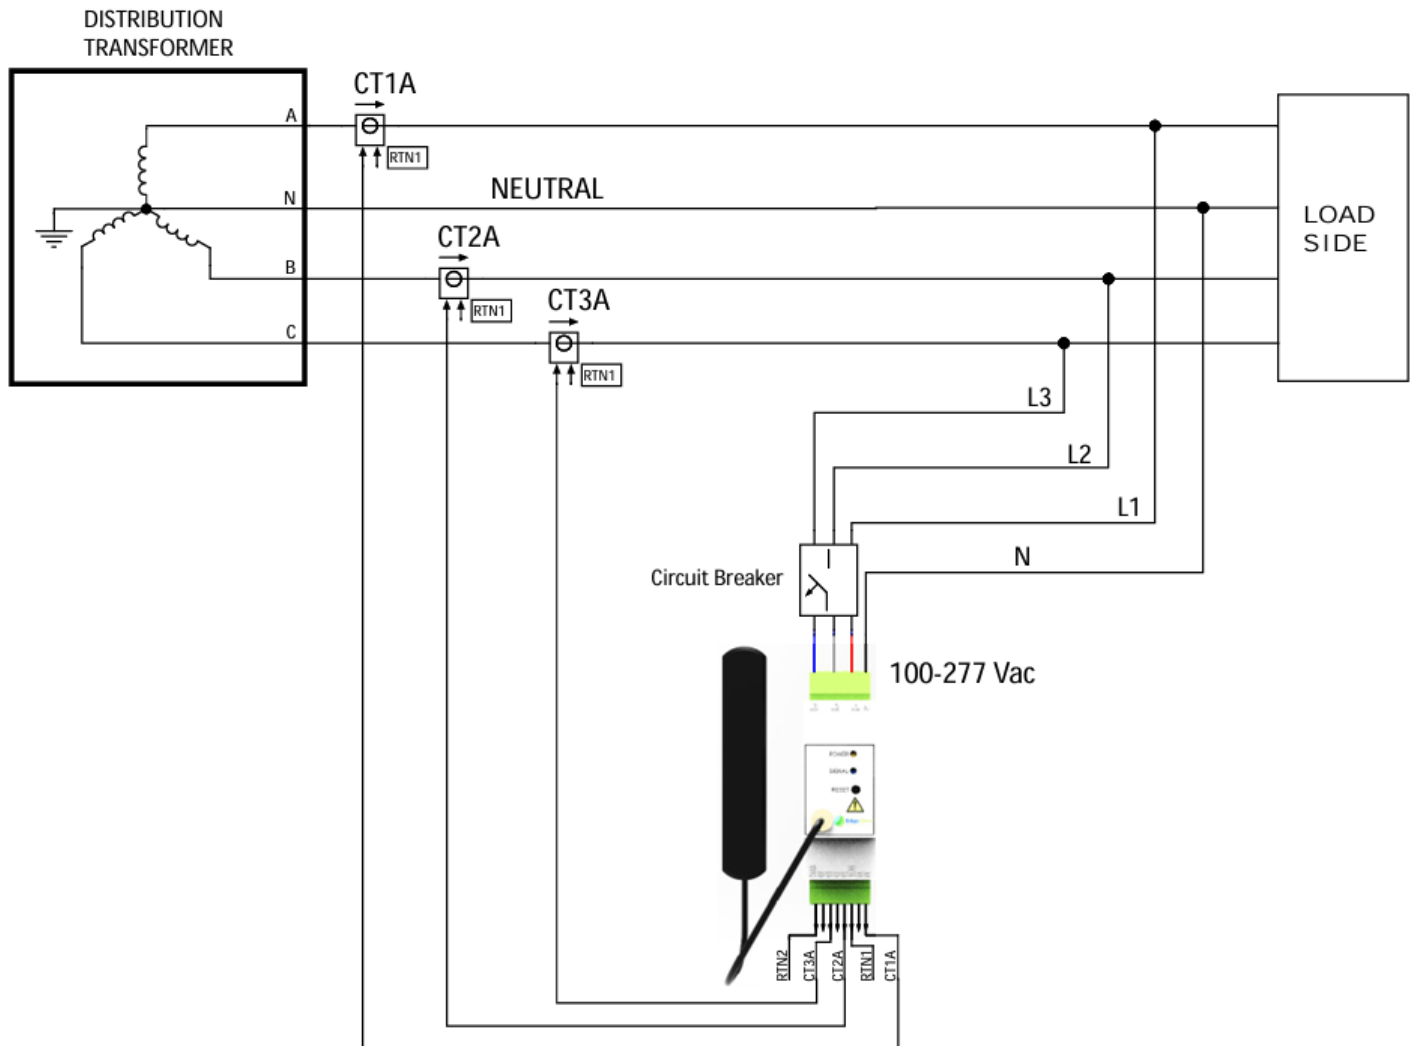 DISTRIBUTION
TRANSFORMER
CT1A
A
RTN1
N
NEUTRAL
CT2A
LOAD
SIDE
B
RTN1
CT3A
C
RTN1
L3
L2
L1
N
Circuit Breaker
100-277 Vac
POWER
SIGNAL
RESET
RTN2
CT3A
CT2A
RTN1
CT1A